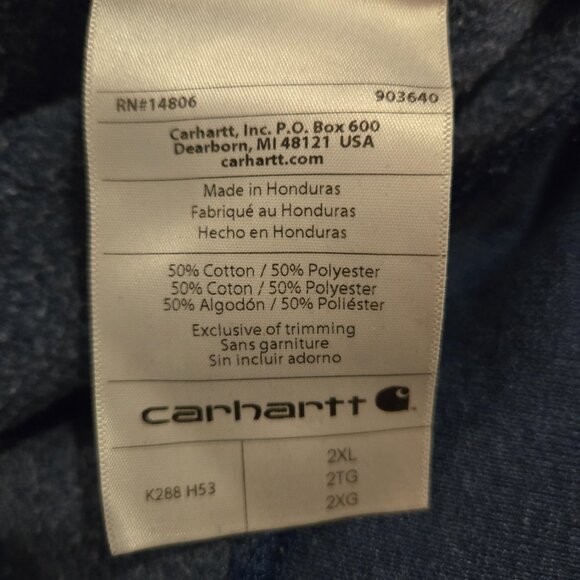 RN#14806 903640
Carhartt, Inc. P.O. Box 600
Dearborn, MI 48121 USA
carhartt.com
Made in Honduras
Fabriqué au Honduras
Hecho en Honduras
50% Cotton / 50% Polyester
50% Coton / 50% Polyester
50% Algodón / 50% Poliéster
Exclusive of trimming
Sans garniture
Sin incluir adorno
carhartt
K288 H53
2XL
2TG
2XG